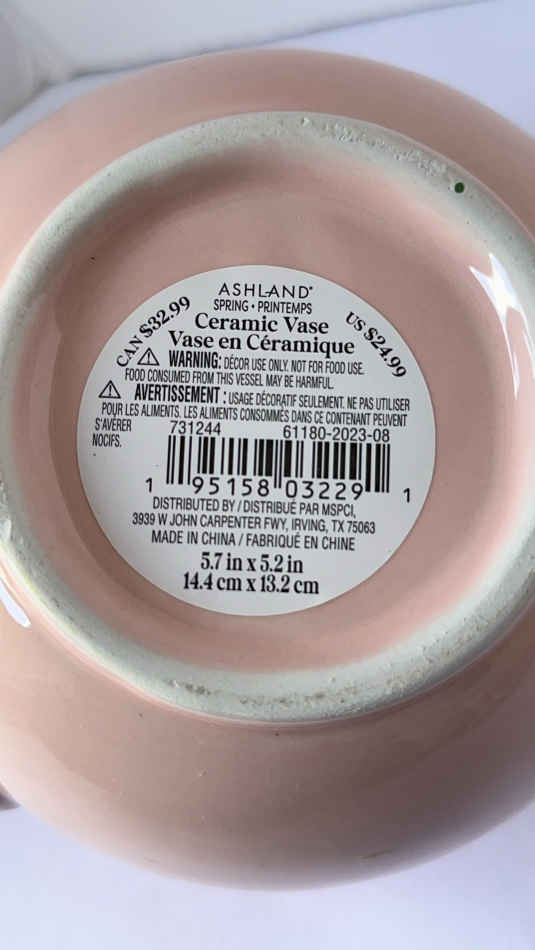 ASHLAND®
SPRING • PRINTEMPS
CAN $32.99
US $24.99
Ceramic Vase
Vase en Céramique
⚠ WARNING: DÉCOR USE ONLY. NOT FOR FOOD USE.
FOOD CONSUMED FROM THIS VESSEL MAY BE HARMFUL.
⚠ AVERTISSEMENT : USAGE DÉCORATIF SEULEMENT. NE PAS UTILISER
POUR LES ALIMENTS. LES ALIMENTS CONSOMMÉS DANS CE CONTENANT PEUVENT
S'AVÉRER
NOCIFS.
731244 61180-2023-08
1 95158 03229 1
DISTRIBUTED BY / DISTRIBUÉ PAR MSPCI,
3939 W JOHN CARPENTER FWY, IRVING, TX 75063
MADE IN CHINA / FABRIQUÉ EN CHINE
5.7 in x 5.2 in
14.4 cm x 13.2 cm